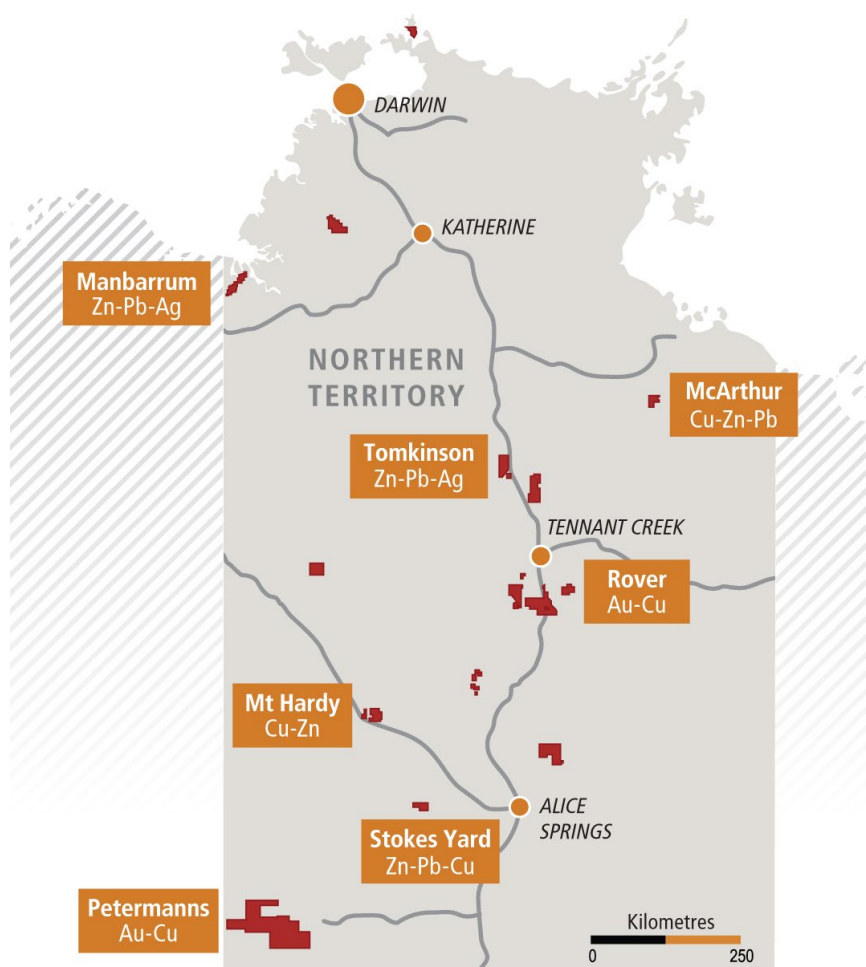 DARWIN
KATHERINE
Manbarrum
Zn-Pb-Ag
NORTHERN
TERRITORY
McArthur
Cu-Zn-Pb
Tomkinson
Zn-Pb-Ag
TENNANT CREEK
Rover
Au-Cu
Mt Hardy
Cu-Zn
ALICE
SPRINGS
Stokes Yard
Zn-Pb-Cu
Petermanns
Au-Cu
Kilometres
0 250